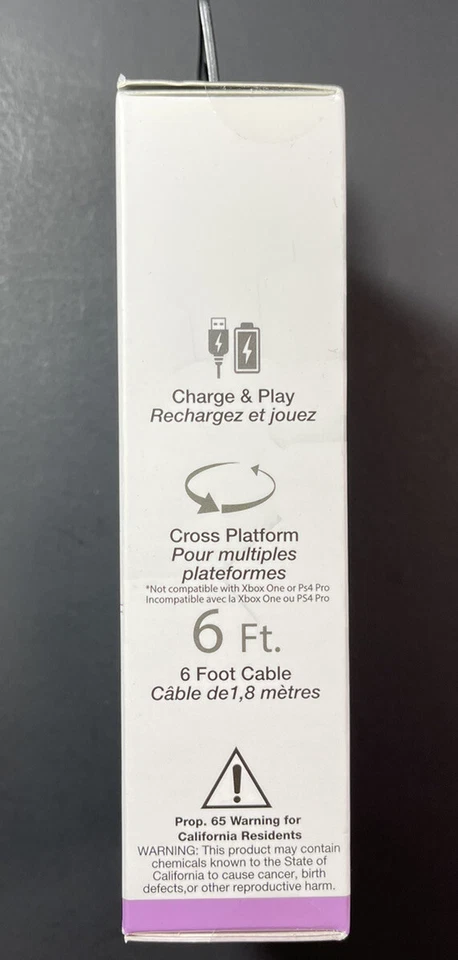 Charge & Play
Rechargez et jouez
Cross Platform
Pour multiples
plateformes
*Not compatible with Xbox One or Ps4 Pro
Incompatible avec la Xbox One ou PS4 Pro
6 Ft.
6 Foot Cable
Câble de1,8 mètres
Prop. 65 Warning for
California Residents
WARNING: This product may contain
chemicals known to the State of
California to cause cancer, birth
defects,or other reproductive harm.